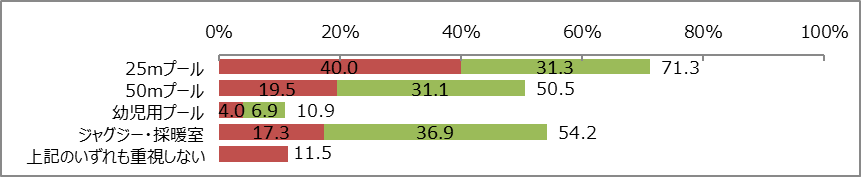 0% 20% 40% 60% 80% 100%
25mプール 40.0 31.3 71.3
50mプール 19.5 31.1 50.5
幼児用プール 4.0 6.9 10.9
ジャグジー・採暖室 17.3 36.9 54.2
上記のいずれも重視しない 11.5